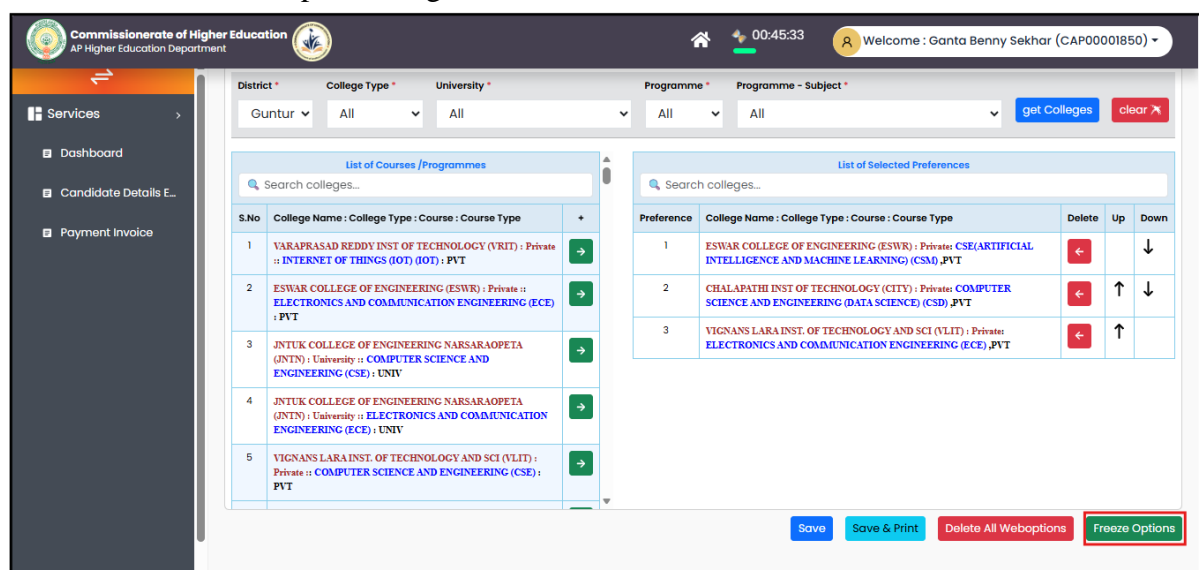 Commissionerate of Higher Education
AP Higher Education Department
00:45:33
A
Welcome : Ganta Benny Sekhar (CAP00001850)
Services
Dashboard
Candidate Details E...
Payment Invoice
District * College Type * University * Programme * Programme - Subject *
Guntur All All All All get Colleges clear
List of Courses /Programmes
Search colleges...
S.No College Name : College Type : Course : Course Type +
1 VARAPRASAD REDDY INST OF TECHNOLOGY (VRIT) : Private
:: INTERNET OF THINGS (IOT) (IOT) : PVT
2 ESWAR COLLEGE OF ENGINEERING (ESWR) : Private ::
ELECTRONICS AND COMMUNICATION ENGINEERING (ECE)
: PVT
3 JNTUK COLLEGE OF ENGINEERING NARSARAOPETA
(JNTN) : University :: COMPUTER SCIENCE AND
ENGINEERING (CSE) : UNIV
4 JNTUK COLLEGE OF ENGINEERING NARSARAOPETA
(JNTN) : University :: ELECTRONICS AND COMMUNICATION
ENGINEERING (ECE) : UNIV
5 VIGNANS LARA INST. OF TECHNOLOGY AND SCI (VLIT) :
Private :: COMPUTER SCIENCE AND ENGINEERING (CSE) :
PVT
List of Selected Preferences
Search colleges...
Preference College Name : College Type : Course : Course Type Delete Up Down
1 ESWAR COLLEGE OF ENGINEERING (ESWR) : Private: CSE(ARTIFICIAL
INTELLIGENCE AND MACHINE LEARNING) (CSM) ,PVT
2 CHALAPATHI INST OF TECHNOLOGY (CITY) : Private: COMPUTER
SCIENCE AND ENGINEERING (DATA SCIENCE) (CSD) ,PVT
3 VIGNANS LARA INST. OF TECHNOLOGY AND SCI (VLIT) : Private:
ELECTRONICS AND COMMUNICATION ENGINEERING (ECE) ,PVT
Save Save & Print Delete All Weboptions Freeze Options